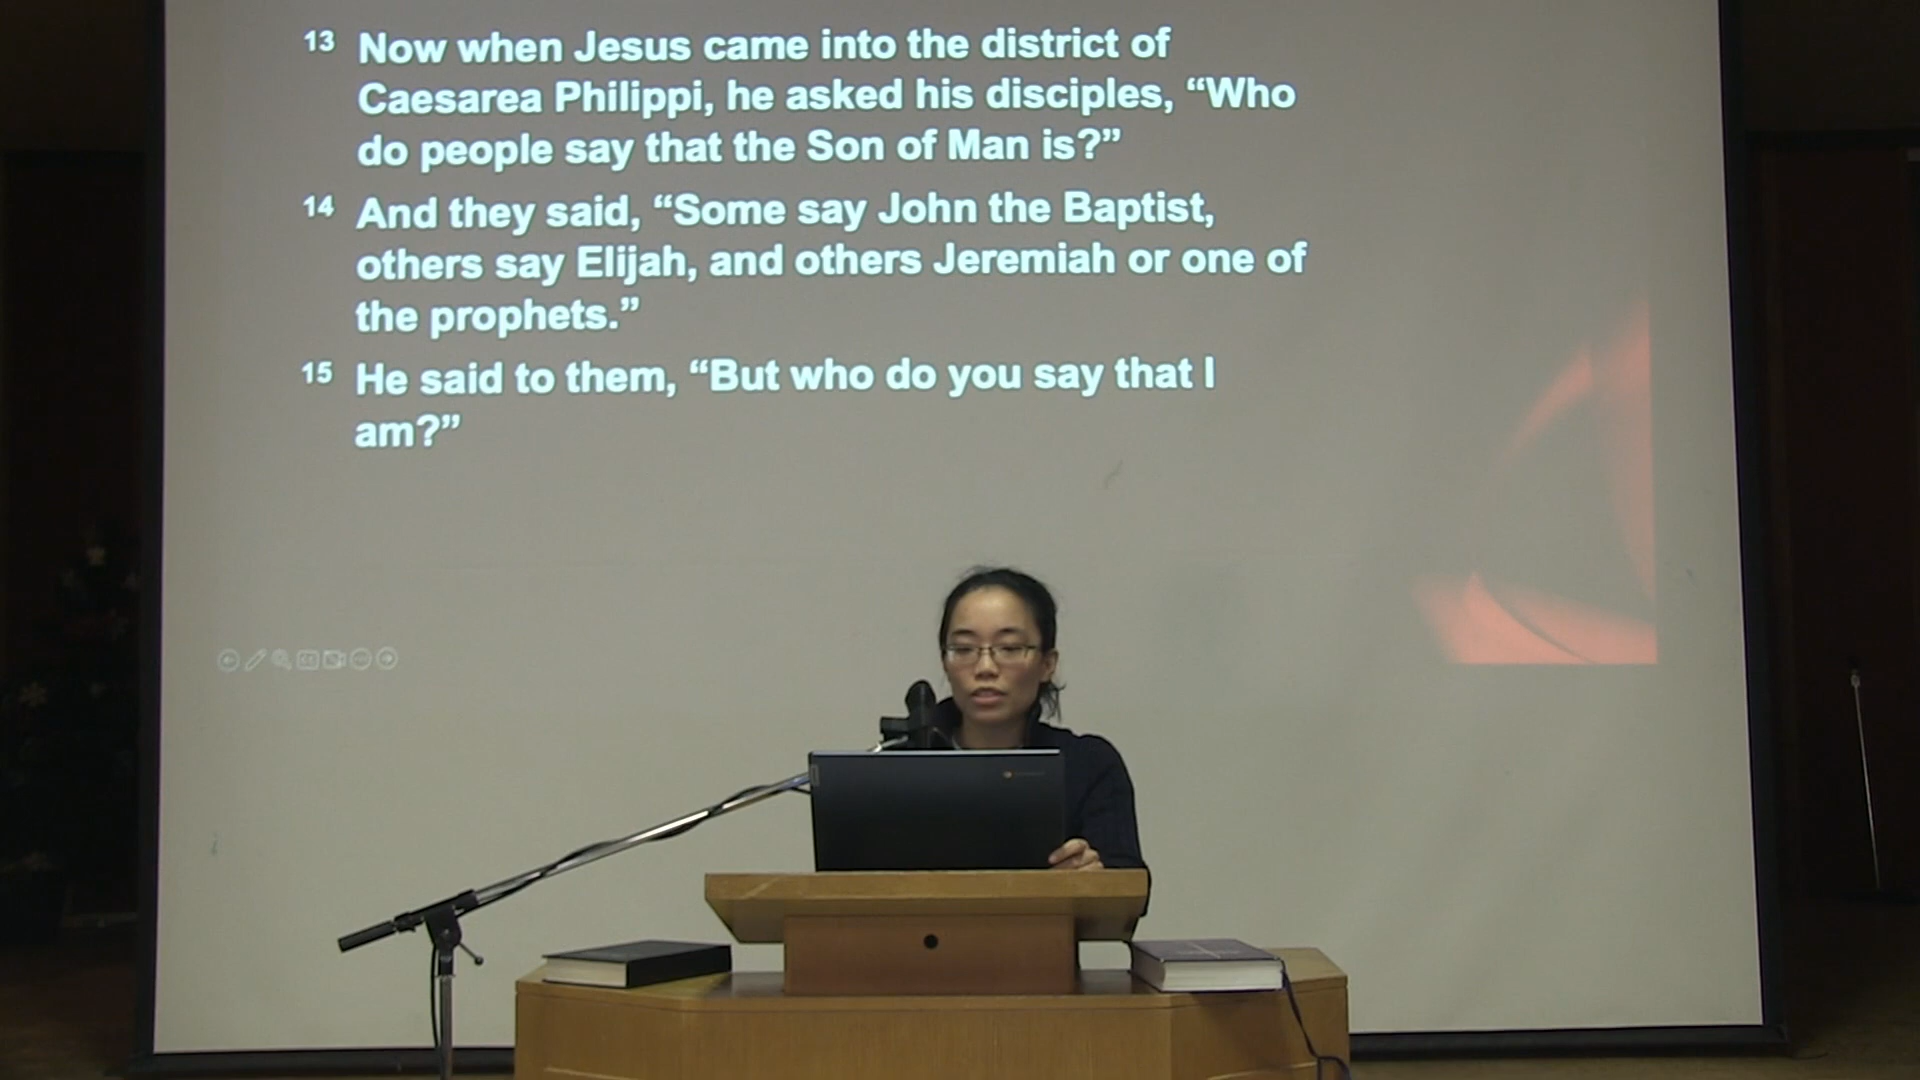 13 Now when Jesus came into the district of
Caesarea Philippi, he asked his disciples, “Who
do people say that the Son of Man is?”
14 And they said, “Some say John the Baptist,
others say Elijah, and others Jeremiah or one of
the prophets.”
15 He said to them, “But who do you say that I
am?”